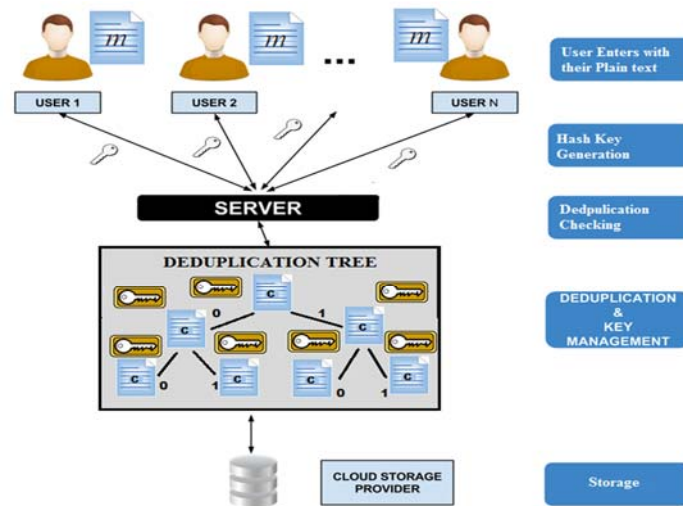 m
m
m
...
USER 1
USER 2
USER N
User Enters with
their Plain text
Hash Key
Generation
SERVER
Dedpulication
Checking
DEDUPLICATION TREE
C
0
1
C
C
DEDUPLICATION
&
KEY
MANAGEMENT
C
0
1
C
C
0
1
C
CLOUD STORAGE
PROVIDER
Storage